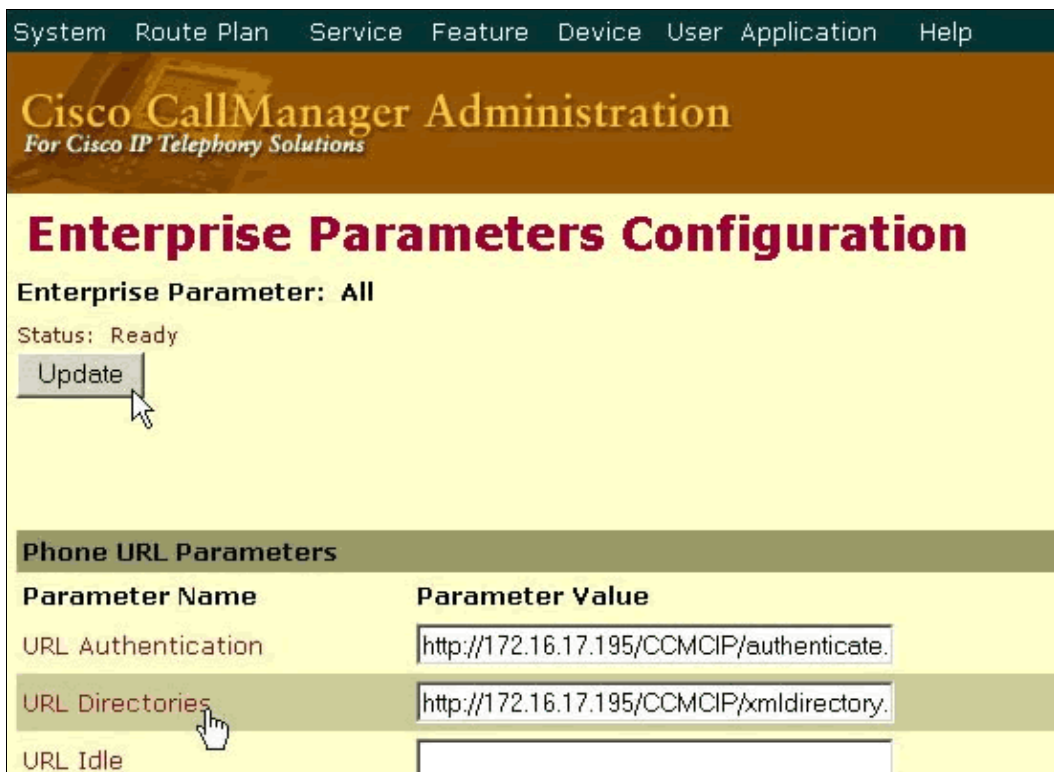 System Route Plan Service Feature Device User Application Help
Cisco CallManager Administration
For Cisco IP Telephony Solutions
Enterprise Parameters Configuration
Enterprise Parameter: All
Status: Ready
Update
Phone URL Parameters
Parameter Name Parameter Value
URL Authentication http://172.16.17.195/CCMCIP/authenticate.
URL Directories http://172.16.17.195/CCMCIP/xmldirectory.
URL Idle